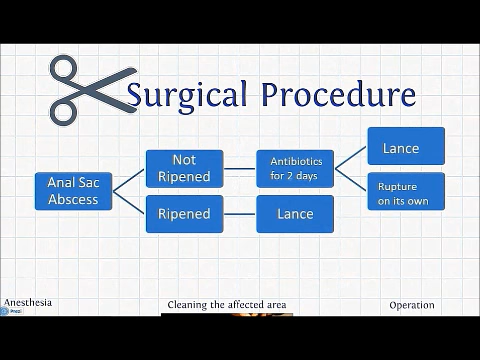 Surgical Procedure
Anal Sac
Abscess
Not
Ripened
Ripened
Antibiotics
for 2 days
Lance
Lance
Rupture
on its own
Anesthesia
Cleaning the affected area
Operation
Prezi